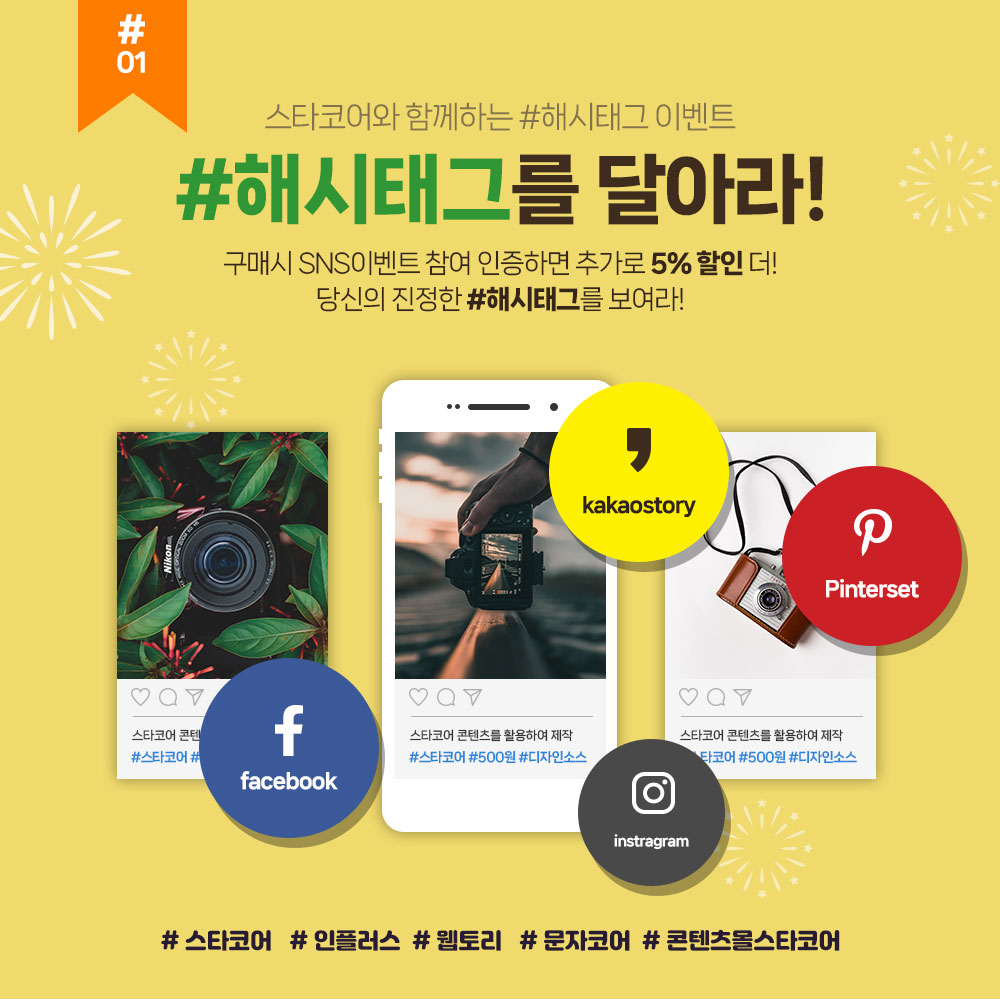 #
01
스타코어와 함께하는 #해시태그 이벤트
#해시태그를 달아라!
구매시 SNS이벤트 참여 인증하면 추가로 5% 할인 더!
당신의 진정한 #해시태그를 보여라!
Nikon
kakaostory
Pinterset
스타코어 콘텐
#스타코어 #
facebook
스타코어 콘텐츠를 활용하여 제작
#스타코어 #500원 #디자인소스
스타코어 콘텐츠를 활용하여 제작
타코어 #500원 #디자인소스
instragram
# 스타코어 # 인플러스 # 웹토리 # 문자코어 # 콘텐츠몰스타코어